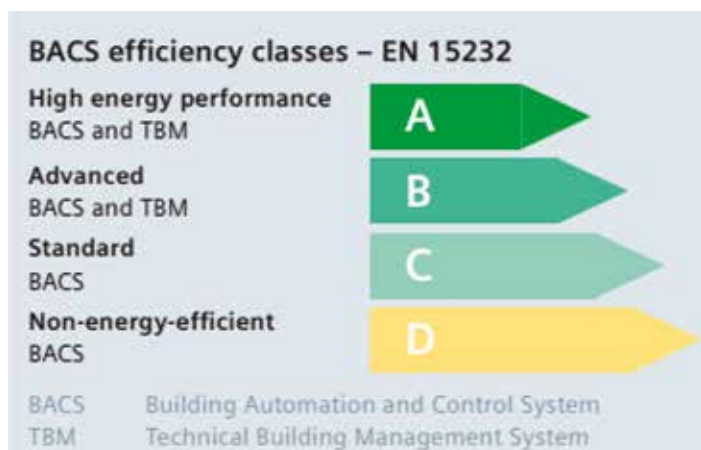 BACS efficiency classes – EN 15232
High energy performance
BACS and TBM
A
Advanced
BACS and TBM
B
Standard
BACS
C
Non-energy-efficient
BACS
D
BACS Building Automation and Control System
TBM Technical Building Management System